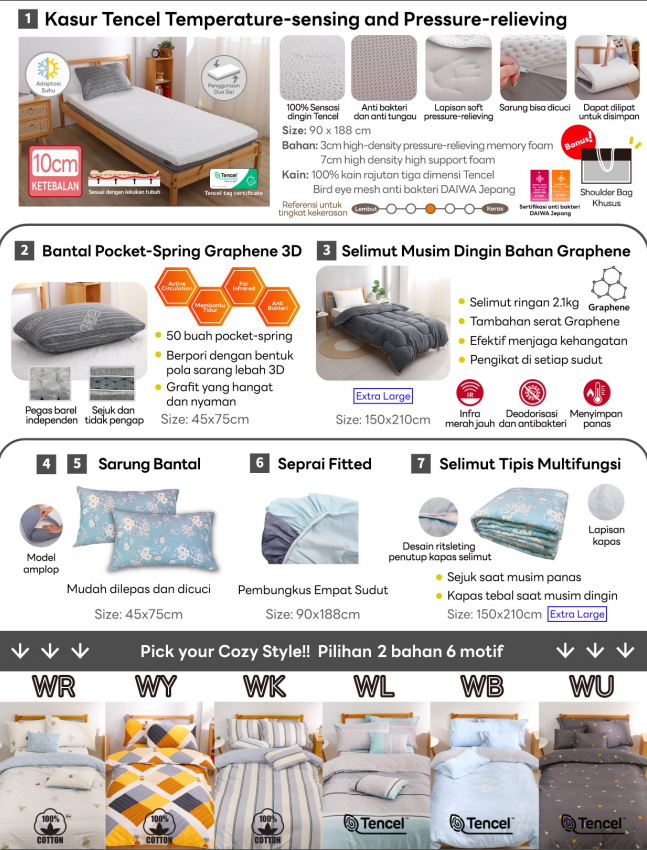 1 Kasur Tencel Temperature-sensing and Pressure-relieving
Adaptasi
Suhu
Penggunaan
Dua Sisi
10cm
KETEBALAN
Sesuai dengan lekukan tubuh
Tencel
Tencel tag certificate
100% Sensasi
dingin Tencel
Anti bakteri
dan anti tungau
Lapisan soft
pressure-relieving
Sarung bisa dicuci
Dapat dilipat
untuk disimpan
Size: 90 x 188 cm
Bahan: 3cm high-density pressure-relieving memory foam
7cm high density high support foam
Kain: 100% kain rajutan tiga dimensi Tencel
Bird eye mesh anti bakteri DAIWA Jepang
Referensi untuk
tingkat kekerasan
Lembut
Keras
Sertifikasi anti bakteri
DAIWA Jepang
Bonus!
Shoulder Bag
Khusus
2 Bantal Pocket-Spring Graphene 3D
Active
Circulation
Membantu
Tidur
Far
Infrared
Anti
Bakteri
50 buah pocket-spring
Berpori dengan bentuk
pola sarang lebah 3D
Grafit yang hangat
dan nyaman
Size: 45x75cm
Pegas barel
independen
Sejuk dan
tidak pengap
3 Selimut Musim Dingin Bahan Graphene
Graphene
Selimut ringan 2.1kg
Tambahan serat Graphene
Efektif menjaga kehangatan
Pengikat di setiap sudut
Extra Large
Size: 150x210cm
IR
Infra
merah jauh
Deodorisasi
dan antibakteri
Menyimpan
panas
4 5 Sarung Bantal
Model
amplop
Mudah dilepas dan dicuci
Size: 45x75cm
6 Seprai Fitted
Pembungkus Empat Sudut
Size: 90x188cm
7 Selimut Tipis Multifungsi
Desain ritsleting
penutup kapas selimut
Lapisan
kapas
Sejuk saat musim panas
Kapas tebal saat musim dingin
Size: 150x210cm Extra Large
Pick your Cozy Style!! Pilihan 2 bahan 6 motif
WR WY WK WL WB WU
100%
COTTON
100%
COTTON
100%
COTTON
Tencel™
Tencel™
Tencel™